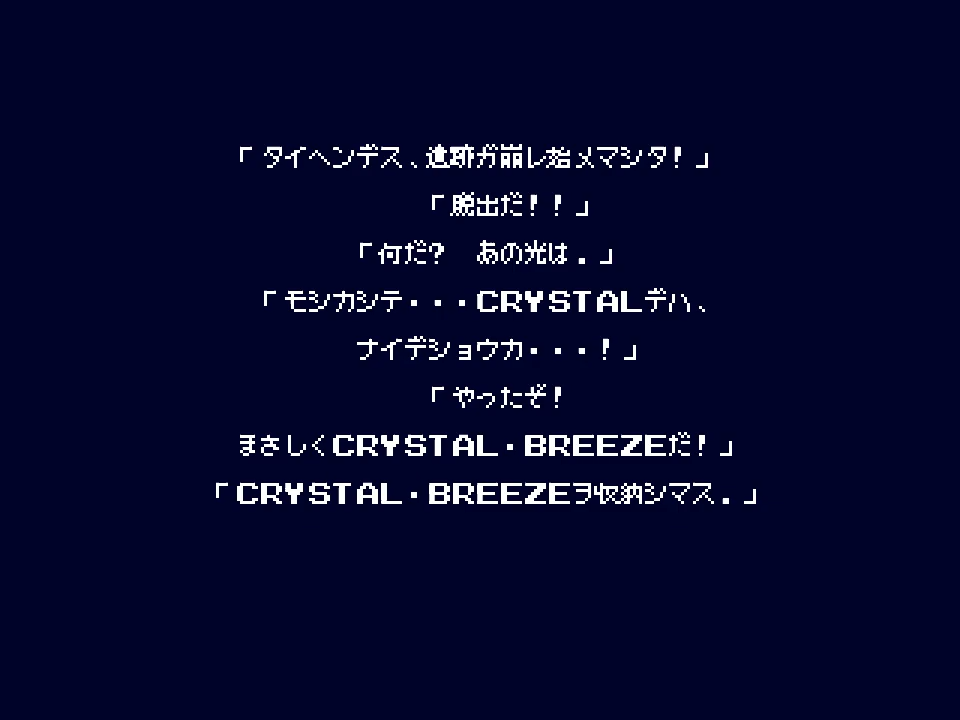 「タイヘンデス、遺跡ガ崩レ始メマシタ!」
「脱出だ!!」
「何だ? あの光は.」
「モシカシテ・・・CRYSTALデハ、
ナイデショウカ・・・!」
「やったぞ!
まさしくCRYSTAL・BREEZEだ!」
「CRYSTAL・BREEZEヲ収納シマス.」